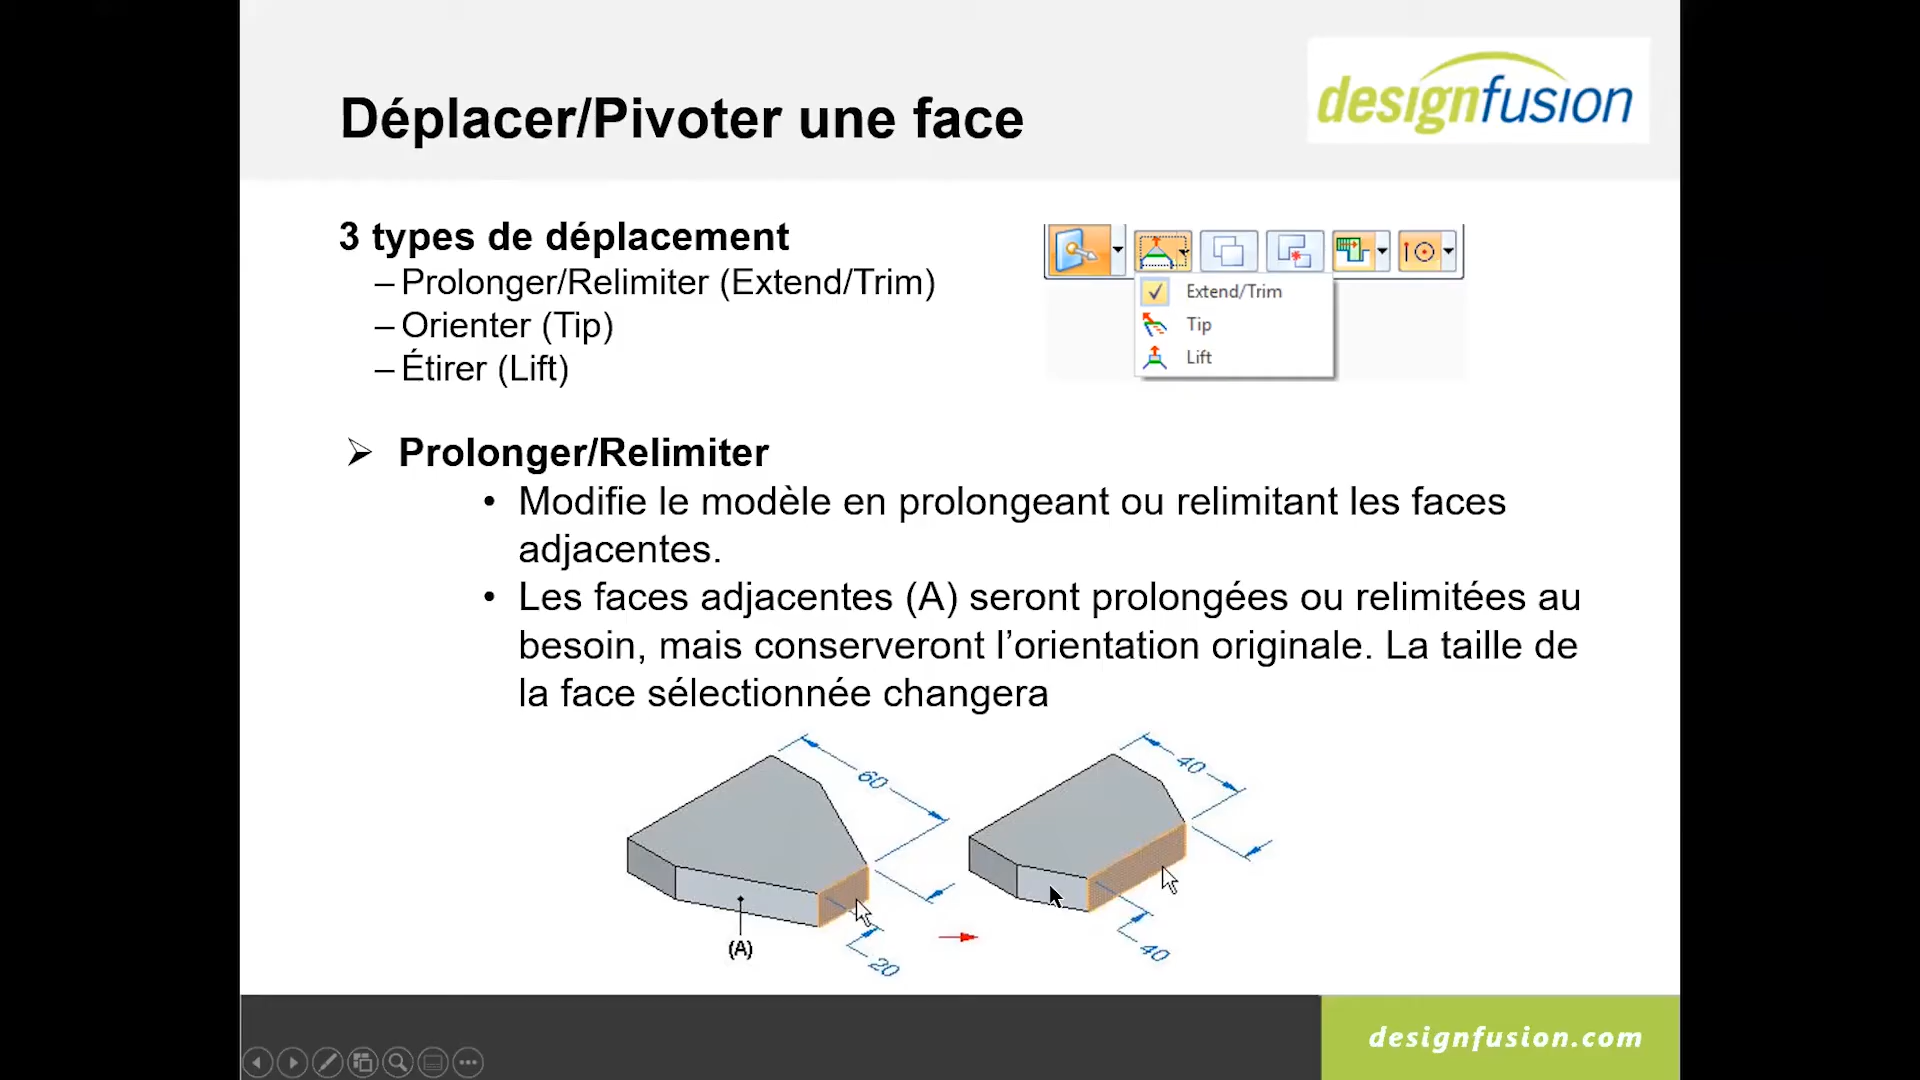 designfusion
Déplacer/Pivoter une face
3 types de déplacement
– Prolonger/Relimiter (Extend/Trim)
– Orienter (Tip)
– Étirer (Lift)
Extend/Trim
Tip
Lift
➢ Prolonger/Relimiter
• Modifie le modèle en prolongeant ou relimitant les faces
adjacentes.
• Les faces adjacentes (A) seront prolongées ou relimitées au
besoin, mais conserveront l’orientation originale. La taille de
la face sélectionnée changera
60
40
(A)
20
40
designfusion.com